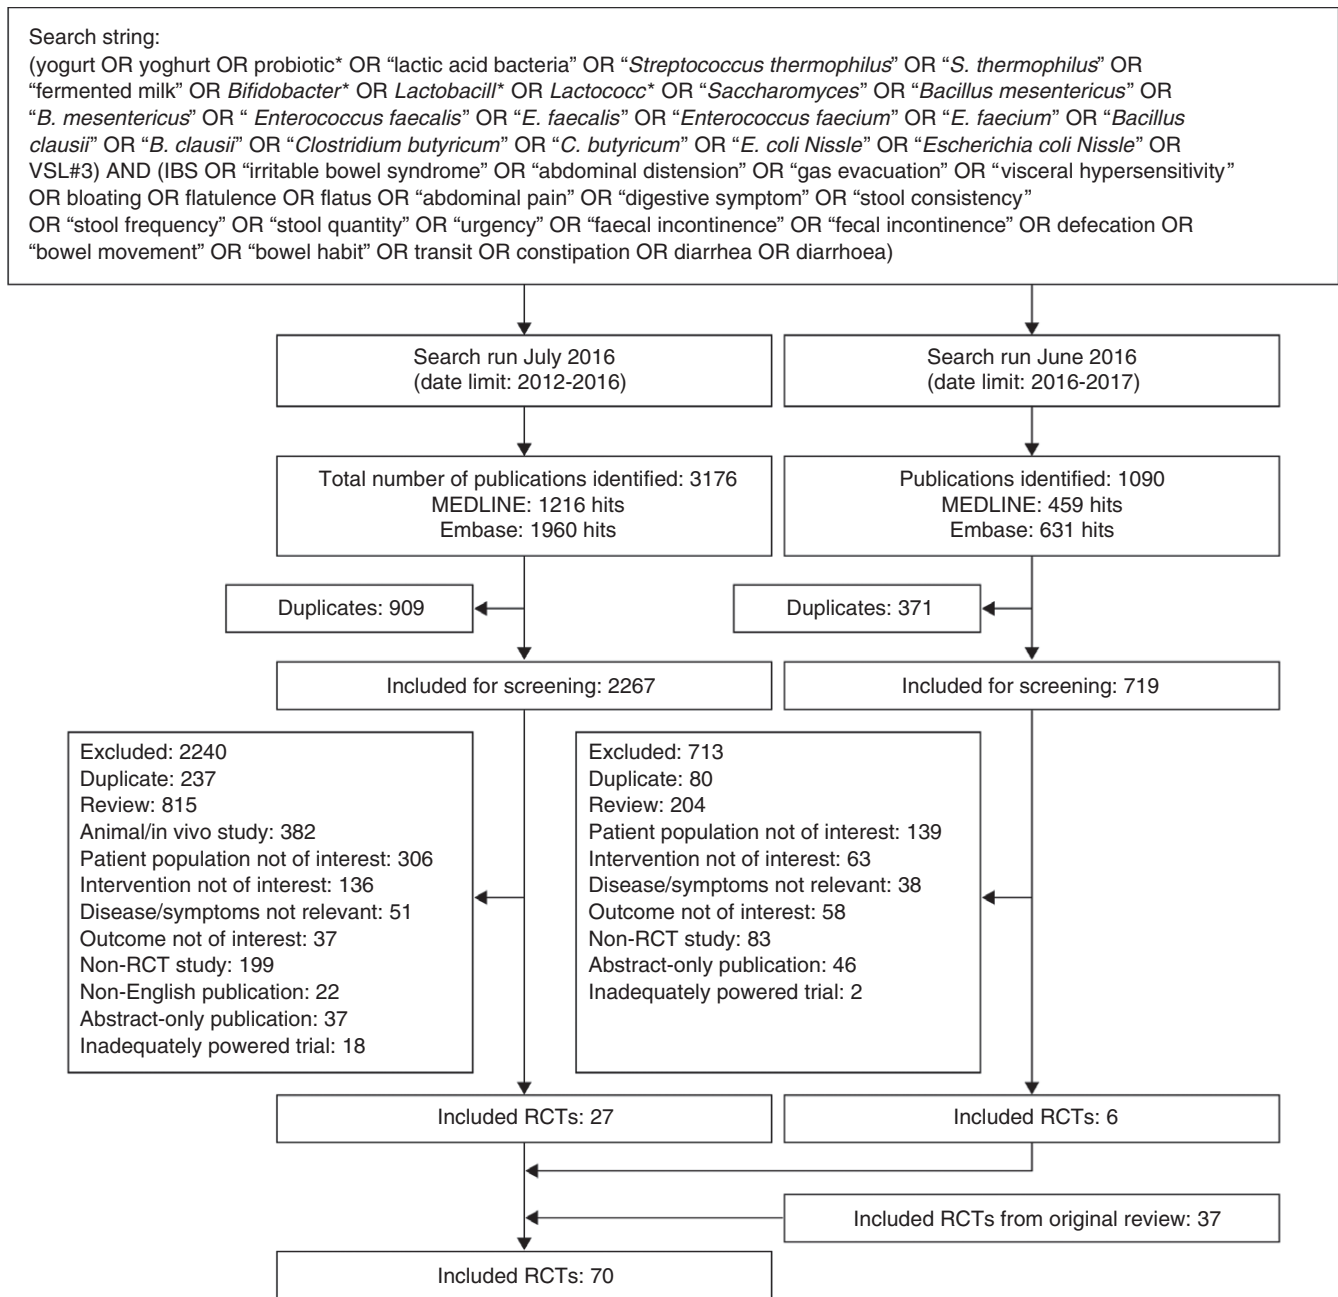 Search string:
(yogurt OR yoghurt OR probiotic* OR “lactic acid bacteria” OR “Streptococcus thermophilus” OR “S. thermophilus” OR
“fermented milk” OR Bifidobacter* OR Lactobacill* OR Lactococc* OR “Saccharomyces” OR “Bacillus mesentericus” OR
“B. mesentericus” OR “ Enterococcus faecalis” OR “E. faecalis” OR “Enterococcus faecium” OR “E. faecium” OR “Bacillus
clausii” OR “B. clausii” OR “Clostridium butyricum” OR “C. butyricum” OR “E. coli Nissle” OR “Escherichia coli Nissle” OR
VSL#3) AND (IBS OR “irritable bowel syndrome” OR “abdominal distension” OR “gas evacuation” OR “visceral hypersensitivity”
OR bloating OR flatulence OR flatus OR “abdominal pain” OR “digestive symptom” OR “stool consistency”
OR “stool frequency” OR “stool quantity” OR “urgency” OR “faecal incontinence” OR “fecal incontinence” OR defecation OR
“bowel movement” OR “bowel habit” OR transit OR constipation OR diarrhea OR diarrhoea)
Search run July 2016
(date limit: 2012-2016)
Search run June 2016
(date limit: 2016-2017)
Total number of publications identified: 3176
MEDLINE: 1216 hits
Embase: 1960 hits
Publications identified: 1090
MEDLINE: 459 hits
Embase: 631 hits
Duplicates: 909
Duplicates: 371
Included for screening: 2267
Included for screening: 719
Excluded: 2240
Duplicate: 237
Review: 815
Animal/in vivo study: 382
Patient population not of interest: 306
Intervention not of interest: 136
Disease/symptoms not relevant: 51
Outcome not of interest: 37
Non-RCT study: 199
Non-English publication: 22
Abstract-only publication: 37
Inadequately powered trial: 18
Excluded: 713
Duplicate: 80
Review: 204
Patient population not of interest: 139
Intervention not of interest: 63
Disease/symptoms not relevant: 38
Outcome not of interest: 58
Non-RCT study: 83
Abstract-only publication: 46
Inadequately powered trial: 2
Included RCTs: 27
Included RCTs: 6
Included RCTs from original review: 37
Included RCTs: 70